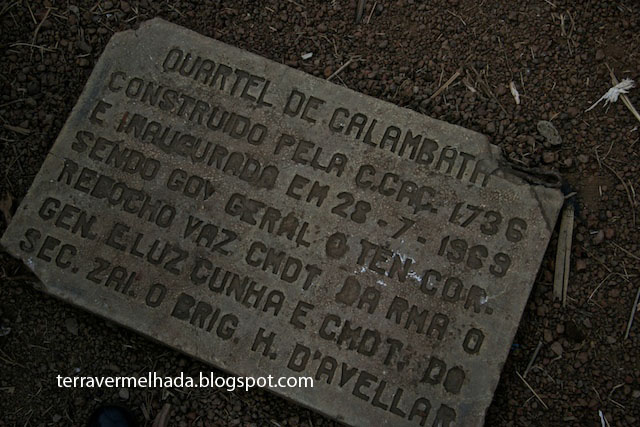 QUARTEL DE CALAMBATA
CONSTRUIDO PELA C.CAÇ. 1736
E INAUGURADA EM 28-7-1969
SENDO GOV GERAL O TEN. COR.
REBOCHO VAZ CMDT DA RMA. O
GEN. ELUZ CUNHA E CMDT. DO
SEC. ZAI. O BRIG. H. D'AVELLAR
terravermelhada.blogspot.com